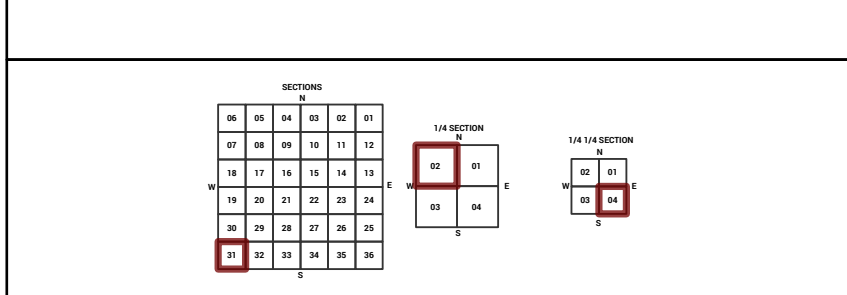 SECTIONS
N
06 05 04 03 02 01
07 08 09 10 11 12
18 17 16 15 14 13
W E
19 20 21 22 23 24
30 29 28 27 26 25
31 32 33 34 35 36
S
1/4 SECTION
N
02 01
W E
03 04
S
1/4 1/4 SECTION
N
02 01
W E
03 04
S